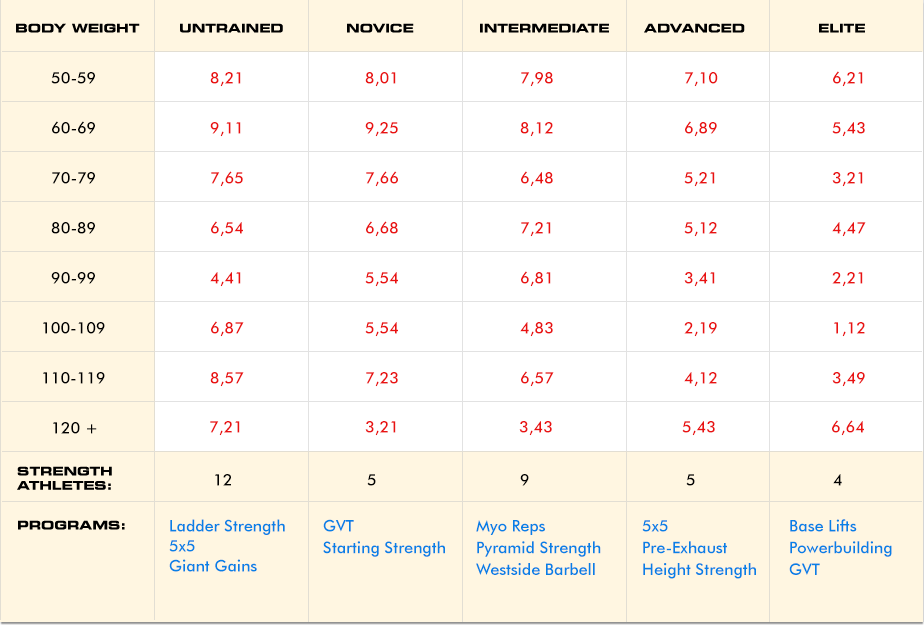 BODY WEIGHT UNTRAINED NOVICE INTERMEDIATE ADVANCED ELITE
50-59 8,21 8,01 7,98 7,10 6,21
60-69 9,11 9,25 8,12 6,89 5,43
70-79 7,65 7,66 6,48 5,21 3,21
80-89 6,54 6,68 7,21 5,12 4,47
90-99 4,41 5,54 6,81 3,41 2,21
100-109 6,87 5,54 4,83 2,19 1,12
110-119 8,57 7,23 6,57 4,12 3,49
120 + 7,21 3,21 3,43 5,43 6,64
STRENGTH
ATHLETES: 12 5 9 5 4
PROGRAMS: Ladder Strength GVT Myo Reps 5x5 Base Lifts
5x5 Starting Strength Pyramid Strength Pre-Exhaust Powerbuilding
Giant Gains Westside Barbell Height Strength GVT